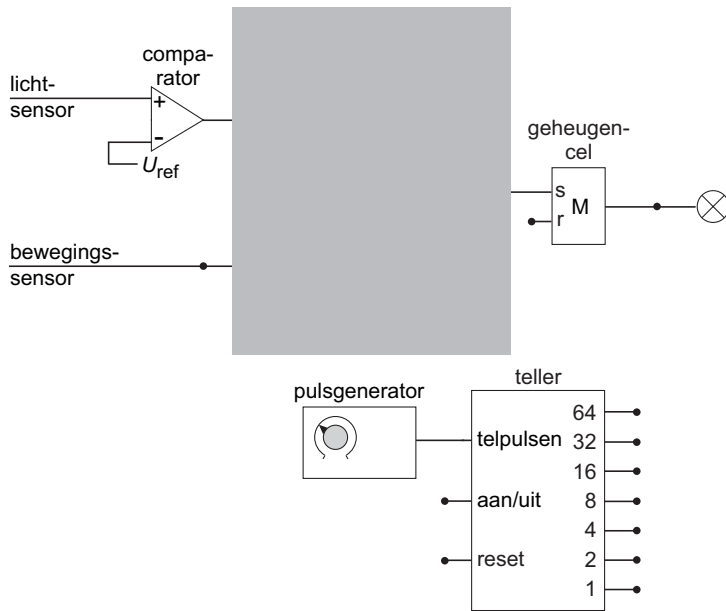 compa-
rator
licht-
sensor
+
-
Uref
geheugen-
cel
s
M
r
bewegings-
sensor
teller
pulsgenerator
64
telpulsen
32
16
aan/uit
8
4
reset
2
1